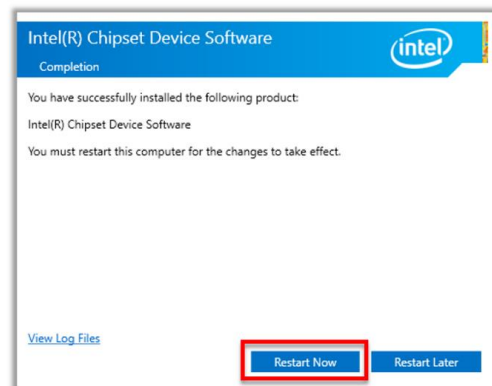 Intel(R) Chipset Device Software
intel
Completion
You have successfully installed the following product:
Intel(R) Chipset Device Software
You must restart this computer for the changes to take effect.
View Log Files
Restart Now
Restart Later